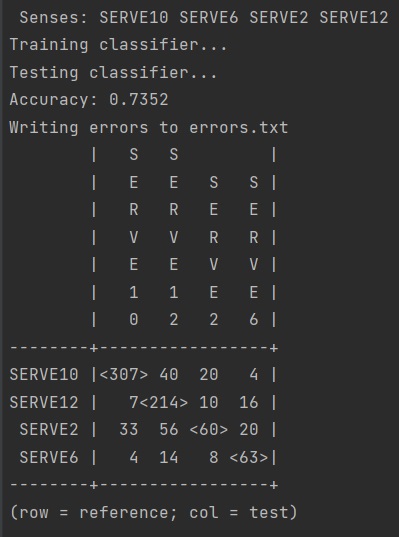 Senses: SERVE10 SERVE6 SERVE2 SERVE12
Training classifier...
Testing classifier...
Accuracy: 0.7352
Writing errors to errors.txt
        |   S   S         |
        |   E   E   S   S |
        |   R   R   E   E |
        |   V   V   R   R |
        |   E   E   V   V |
        |   1   1   E   E |
        |   0   2   2   6 |
--------+-----------------+
SERVE10 |<307> 40  20   4 |
SERVE12 |   7<214> 10  16 |
 SERVE2 |  33  56 <60> 20 |
 SERVE6 |   4  14   8 <63>|
--------+-----------------+
(row = reference; col = test)